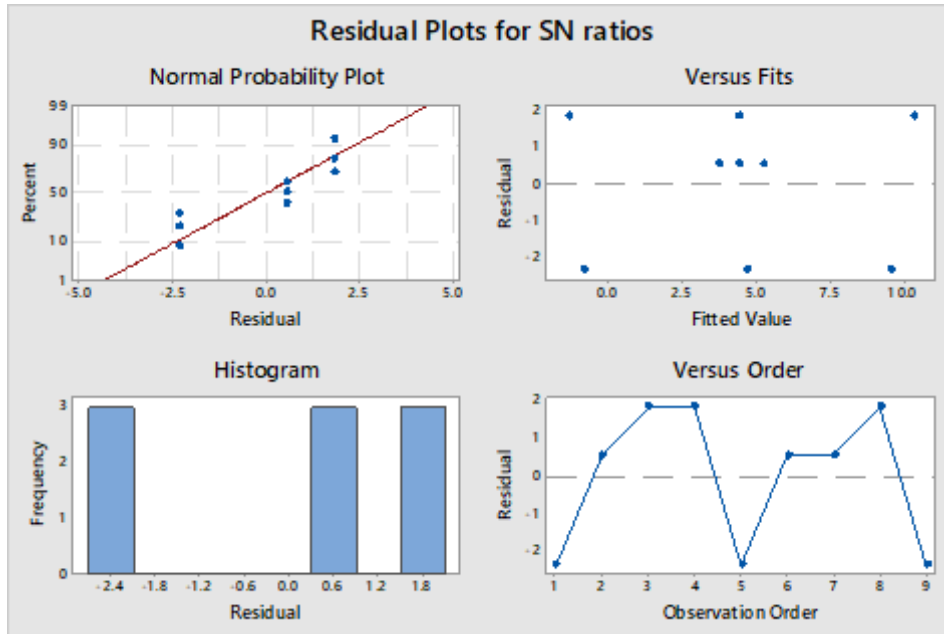 Residual Plots for SN ratios
Normal Probability Plot
99
90
50
10
1
Percent
-5.0 -2.5 0.0 2.5 5.0
Residual
Versus Fits
2
1
0
-1
-2
Residual
0.0 2.5 5.0 7.5 10.0
Fitted Value
Histogram
3
2
1
0
Frequency
-2.4 -1.8 -1.2 -0.6 0.0 0.6 1.2 1.8
Residual
Versus Order
2
1
0
-1
-2
Residual
1 2 3 4 5 6 7 8 9
Observation Order